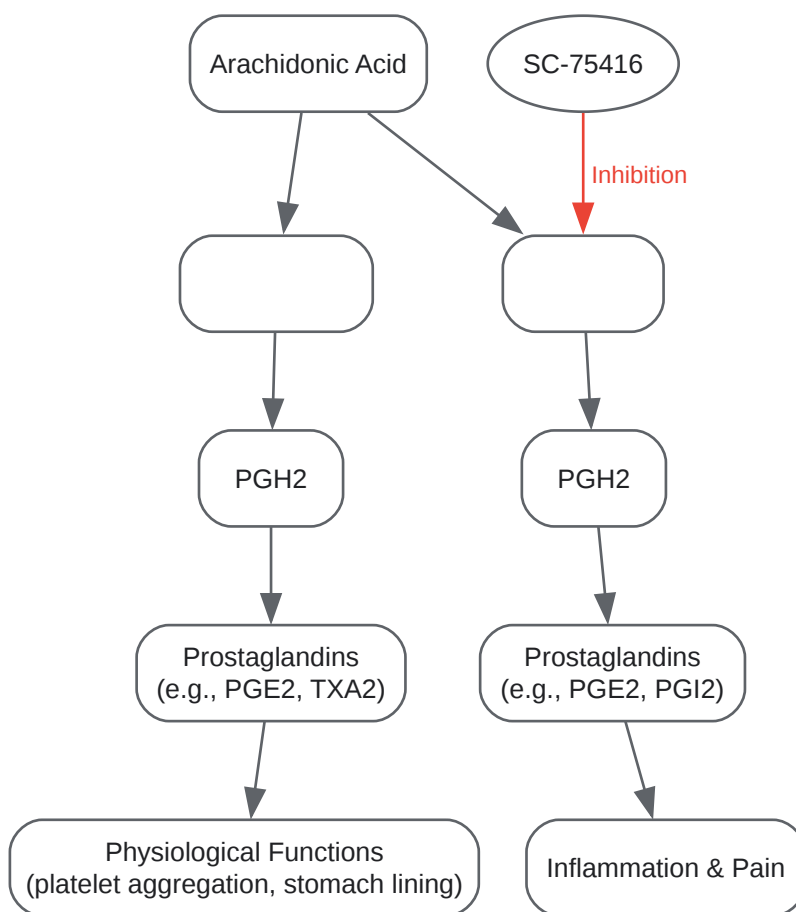 Arachidonic Acid
SC-75416
Inhibition
PGH2
PGH2
Prostaglandins
(e.g., PGE2, TXA2)
Prostaglandins
(e.g., PGE2, PGI2)
Physiological Functions
(platelet aggregation, stomach lining)
Inflammation & Pain